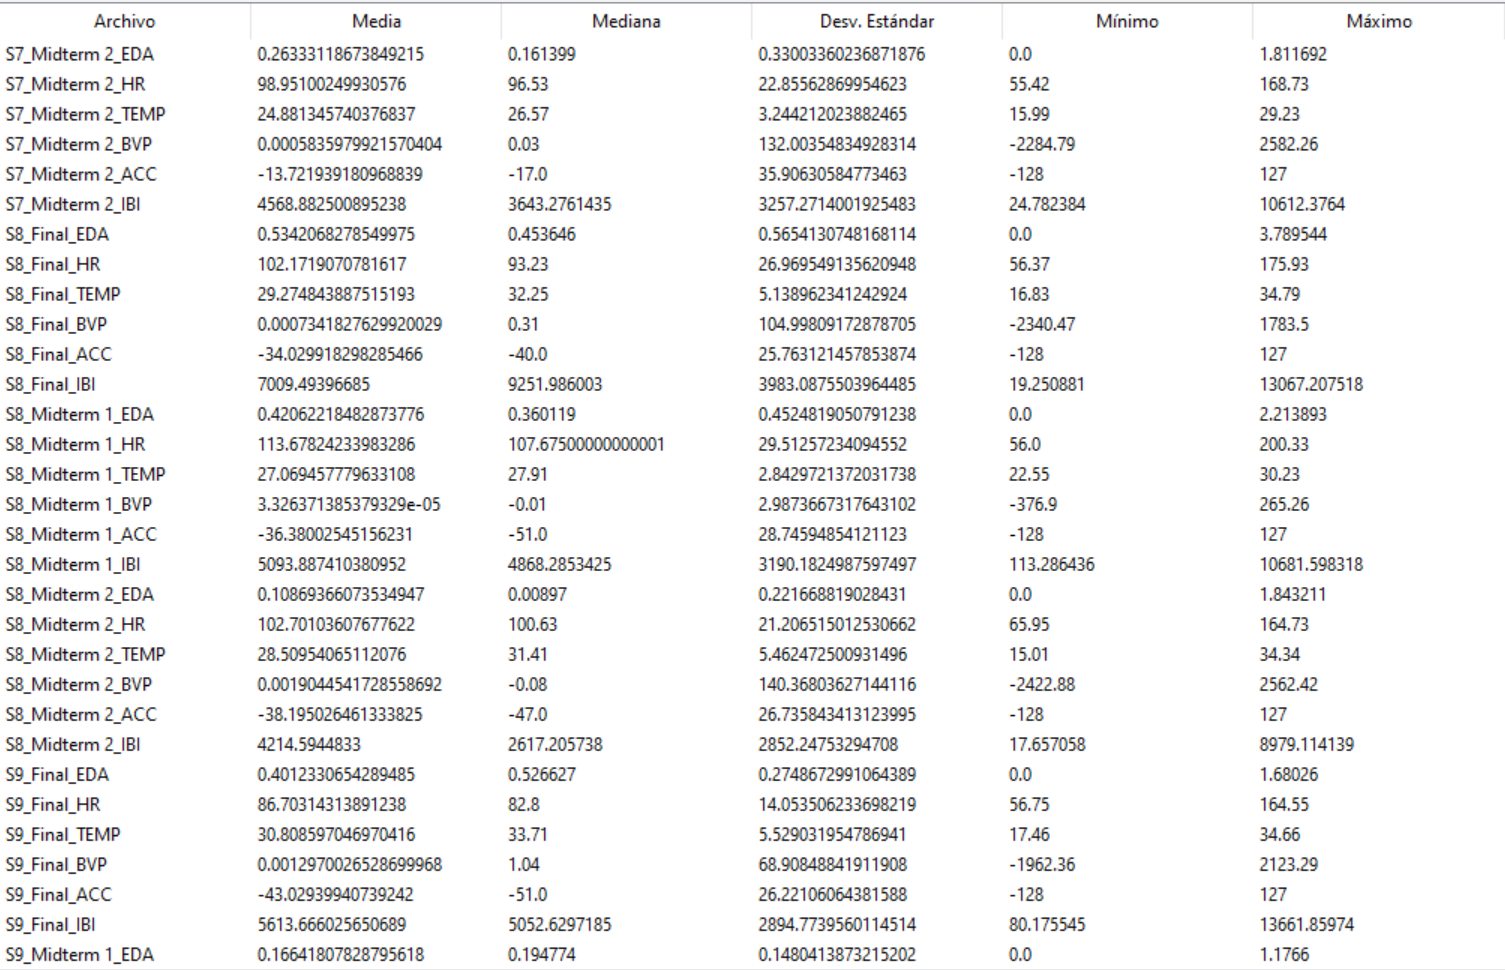 Archivo Media Mediana Desv. Estándar Mínimo Máximo
S7_Midterm 2_EDA 0.26333118673849215 0.161399 0.33003360236871876 0.0 1.811692
S7_Midterm 2_HR 98.95100249930576 96.53 22.85562869954623 55.42 168.73
S7_Midterm 2_TEMP 24.881345740376837 26.57 3.244212023882465 15.99 29.23
S7_Midterm 2_BVP 0.0005835979921570404 0.03 132.00354834928314 -2284.79 2582.26
S7_Midterm 2_ACC -13.721939180968839 -17.0 35.90630584773463 -128 127
S7_Midterm 2_IBI 4568.882500895238 3643.2761435 3257.2714001925483 24.782384 10612.3764
S8_Final_EDA 0.5342068278549975 0.453646 0.5654130748168114 0.0 3.789544
S8_Final_HR 102.1719070781617 93.23 26.969549135620948 56.37 175.93
S8_Final_TEMP 29.274843887515193 32.25 5.138962341242924 16.83 34.79
S8_Final_BVP 0.0007341827629920029 0.31 104.99809172878705 -2340.47 1783.5
S8_Final_ACC -34.029918298285466 -40.0 25.763121457853874 -128 127
S8_Final_IBI 7009.49396685 9251.986003 3983.0875503964485 19.250881 13067.207518
S8_Midterm 1_EDA 0.42062218482873776 0.360119 0.4524819050791238 0.0 2.213893
S8_Midterm 1_HR 113.67824233983286 107.67500000000001 29.51257234094552 56.0 200.33
S8_Midterm 1_TEMP 27.069457779633108 27.91 2.8429721372031738 22.55 30.23
S8_Midterm 1_BVP 3.326371385379329e-05 -0.01 2.9873667317643102 -376.9 265.26
S8_Midterm 1_ACC -36.38002545156231 -51.0 28.74594854121123 -128 127
S8_Midterm 1_IBI 5093.887410380952 4868.2853425 3190.1824987597497 113.286436 10681.598318
S8_Midterm 2_EDA 0.10869366073534947 0.00897 0.221668819028431 0.0 1.843211
S8_Midterm 2_HR 102.70103607677622 100.63 21.206515012530662 65.95 164.73
S8_Midterm 2_TEMP 28.50954065112076 31.41 5.462472500931496 15.01 34.34
S8_Midterm 2_BVP 0.0019044541728558692 -0.08 140.36803627144116 -2422.88 2562.42
S8_Midterm 2_ACC -38.195026461333825 -47.0 26.735843413123995 -128 127
S8_Midterm 2_IBI 4214.5944833 2617.205738 2852.24753294708 17.657058 8979.114139
S9_Final_EDA 0.4012330654289485 0.526627 0.2748672991064389 0.0 1.68026
S9_Final_HR 86.70314313891238 82.8 14.053506233698219 56.75 164.55
S9_Final_TEMP 30.808597046970416 33.71 5.529031954786941 17.46 34.66
S9_Final_BVP 0.0012970026528699968 1.04 68.90848841911908 -1962.36 2123.29
S9_Final_ACC -43.02939940739242 -51.0 26.22106064381588 -128 127
S9_Final_IBI 5613.666025650689 5052.6297185 2894.7739560114514 80.175545 13661.85974
S9_Midterm 1_EDA 0.16641807828795618 0.194774 0.1480413873215202 0.0 1.1766